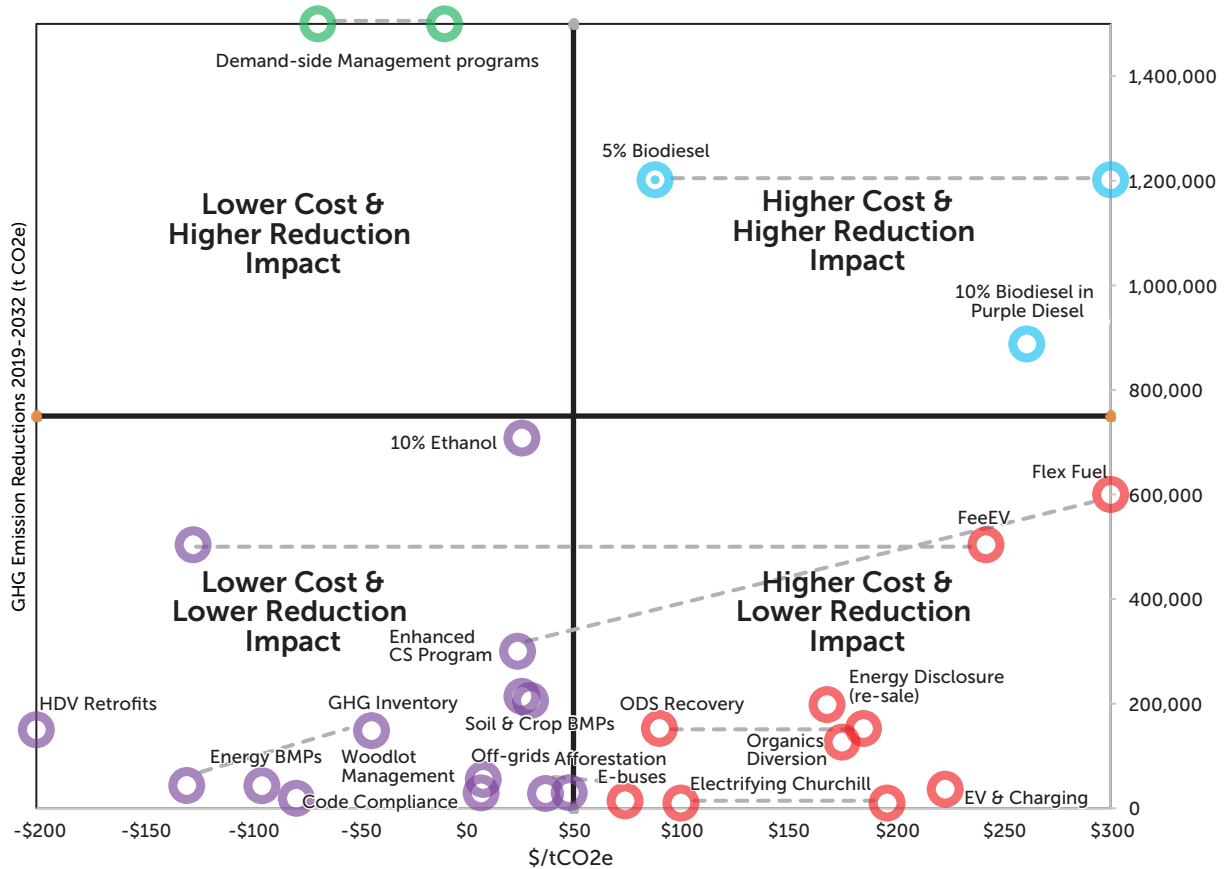 Demand-side Management programs
1,400,000
5% Biodiesel
1,200,000
Lower Cost &
Higher Reduction
Impact
Higher Cost &
Higher Reduction
Impact
10% Biodiesel in
Purple Diesel
1,000,000
800,000
GHG Emission Reductions 2019-2032 (t CO2e)
10% Ethanol
Flex Fuel
600,000
FeeEV
Lower Cost &
Lower Reduction
Impact
Higher Cost &
Lower Reduction
Impact
400,000
Enhanced
CS Program
Energy Disclosure
(re-sale)
HDV Retrofits
GHG Inventory
ODS Recovery
200,000
Soil & Crop BMPs
Organics
Diversion
Energy BMPs
Woodlot
Management
Off-grids
Afforestation
E-buses
Electrifying Churchill
Code Compliance
EV & Charging
0
-$200
-$150
-$100
-$50
$0
$50
$100
$150
$200
$250
$300
$/tCO2e